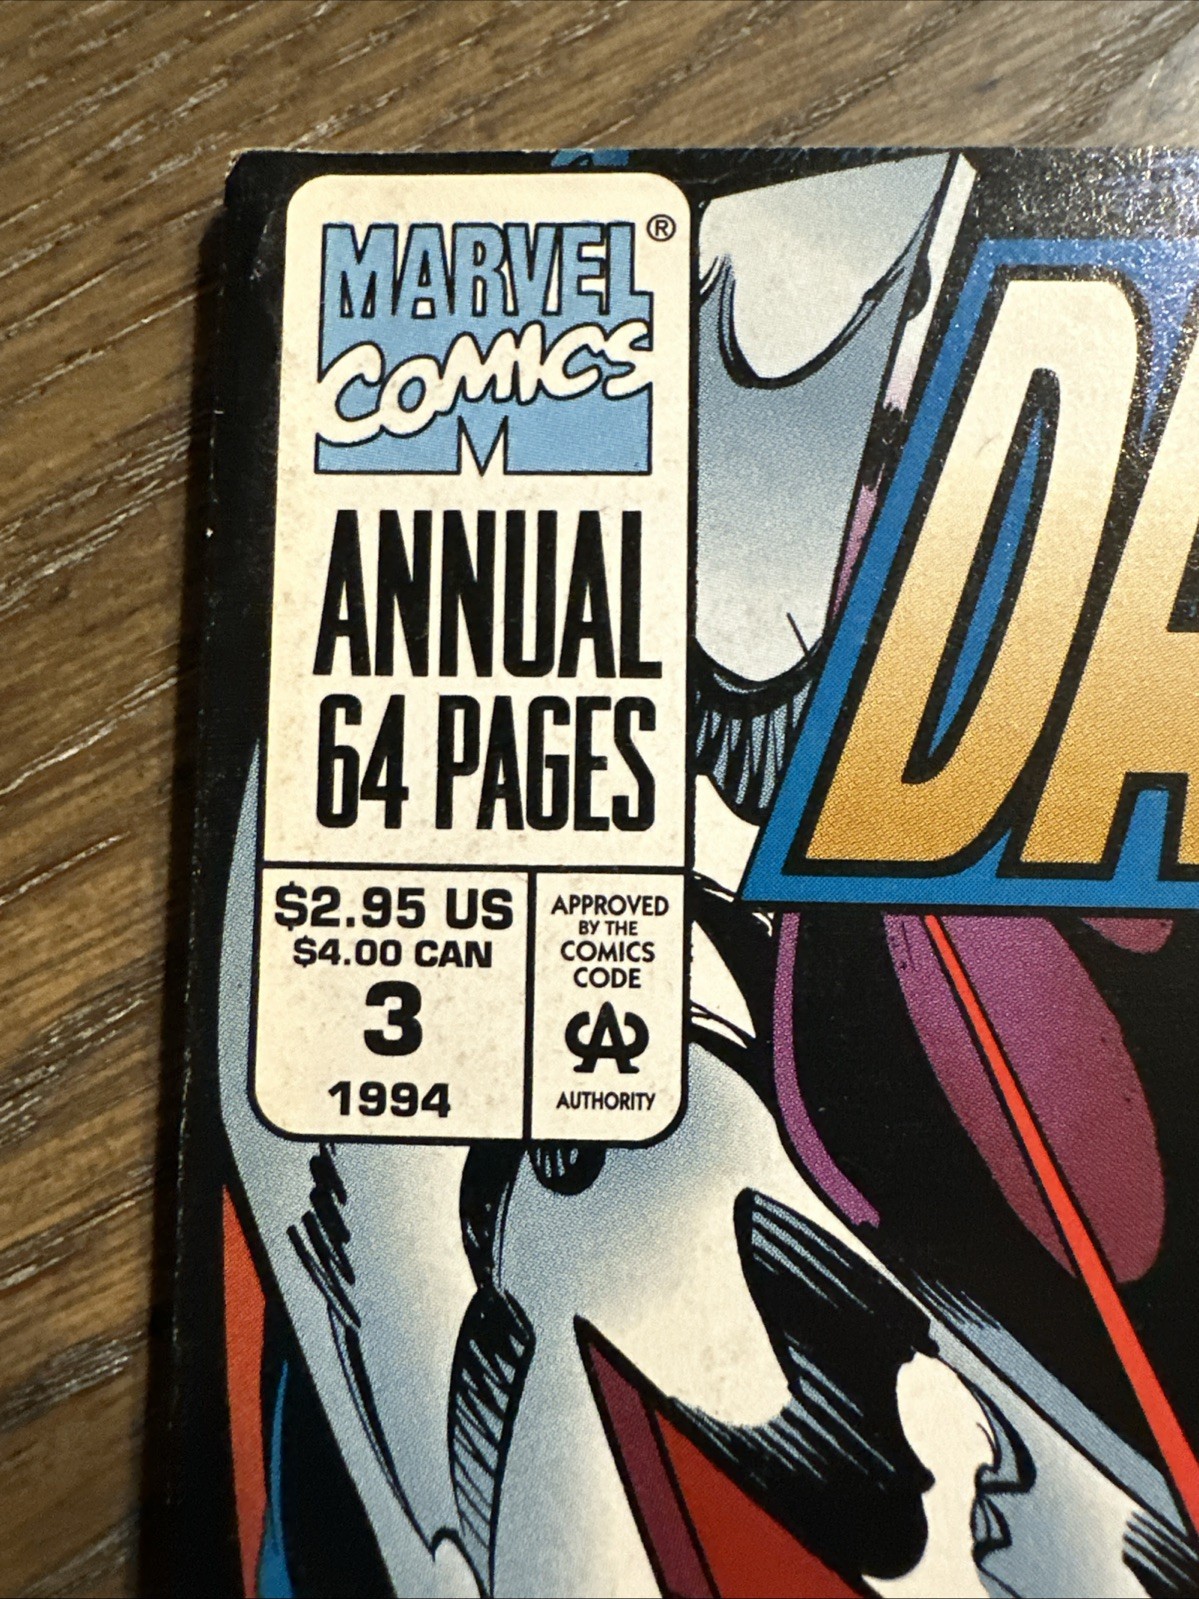 MARVEL ®
COMICS
M
ANNUAL
64 PAGES
$2.95 US
$4.00 CAN
3
1994
APPROVED
BY THE
COMICS
CODE
CA
AUTHORITY
DA